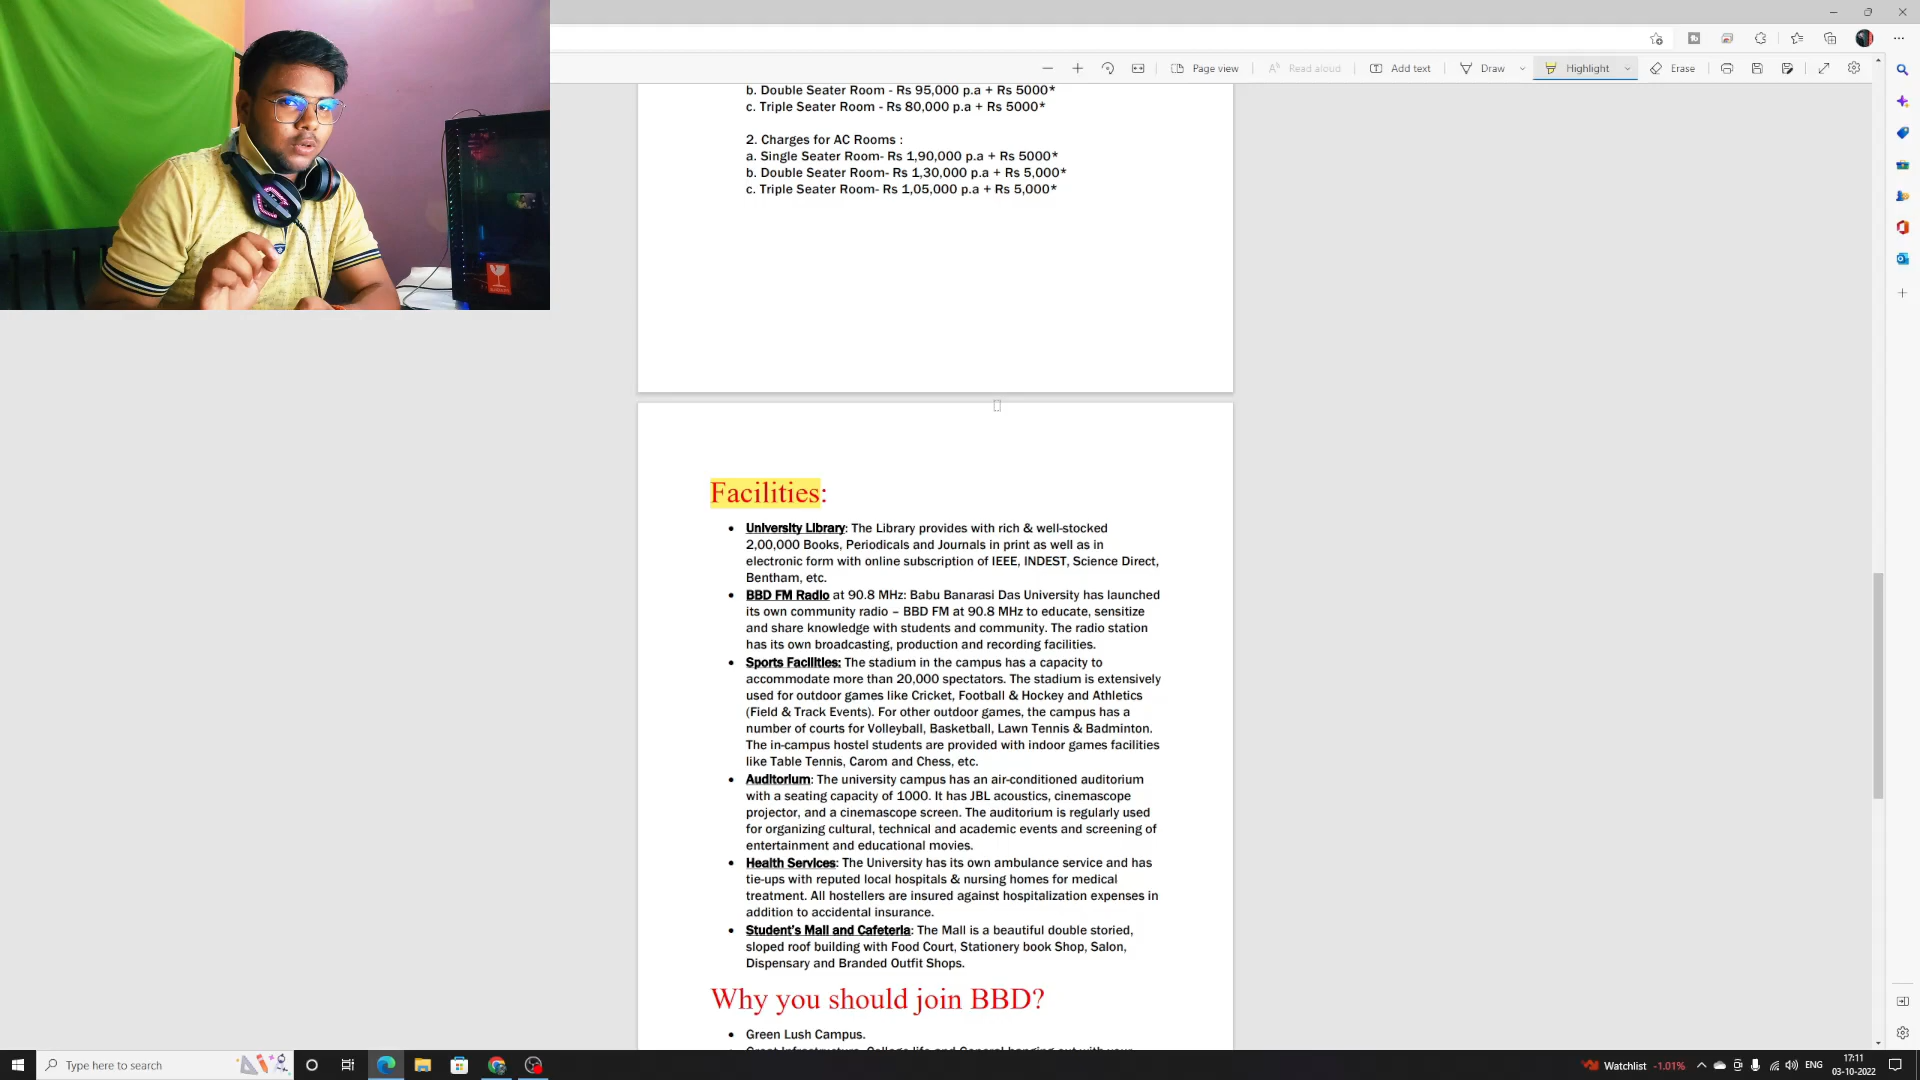 Page view
Read aloud
Add text
Draw
Highlight
Erase
b. Double Seater Room - Rs 95,000 p.a + Rs 5000*
c. Triple Seater Room - Rs 80,000 p.a + Rs 5000*
2. Charges for AC Rooms :
a. Single Seater Room- Rs 1,90,000 p.a + Rs 5000*
b. Double Seater Room- Rs 1,30,000 p.a + Rs 5,000*
c. Triple Seater Room- Rs 1,05,000 p.a + Rs 5,000*
Facilities:
• University Library: The Library provides with rich & well-stocked
2,00,000 Books, Periodicals and Journals in print as well as in
electronic form with online subscription of IEEE, INDEST, Science Direct,
Bentham, etc.
• BBD FM Radio at 90.8 MHz: Babu Banarasi Das University has launched
its own community radio – BBD FM at 90.8 MHz to educate, sensitize
and share knowledge with students and community. The radio station
has its own broadcasting, production and recording facilities.
• Sports Facilities: The stadium in the campus has a capacity to
accommodate more than 20,000 spectators. The stadium is extensively
used for outdoor games like Cricket, Football & Hockey and Athletics
(Field & Track Events). For other outdoor games, the campus has a
number of courts for Volleyball, Basketball, Lawn Tennis & Badminton.
The in-campus hostel students are provided with indoor games facilities
like Table Tennis, Carom and Chess, etc.
• Auditorium: The university campus has an air-conditioned auditorium
with a seating capacity of 1000. It has JBL acoustics, cinemascope
projector, and a cinemascope screen. The auditorium is regularly used
for organizing cultural, technical and academic events and screening of
entertainment and educational movies.
• Health Services: The University has its own ambulance service and has
tie-ups with reputed local hospitals & nursing homes for medical
treatment. All hostellers are insured against hospitalization expenses in
addition to accidental insurance.
• Student's Mall and Cafeteria: The Mall is a beautiful double storied,
sloped roof building with Food Court, Stationery book Shop, Salon,
Dispensary and Branded Outfit Shops.
Why you should join BBD?
• Green Lush Campus.
Type here to search
Watchlist -1.01%
ENG
17:11
03-10-2022